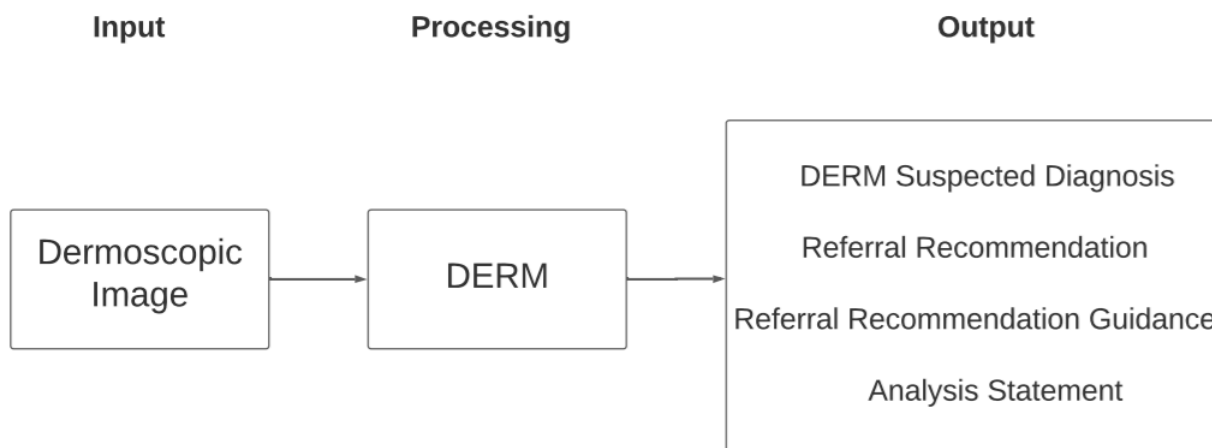 Input
Processing
Output
Dermoscopic
Image
DERM
DERM Suspected Diagnosis
Referral Recommendation
Referral Recommendation Guidance
Analysis Statement